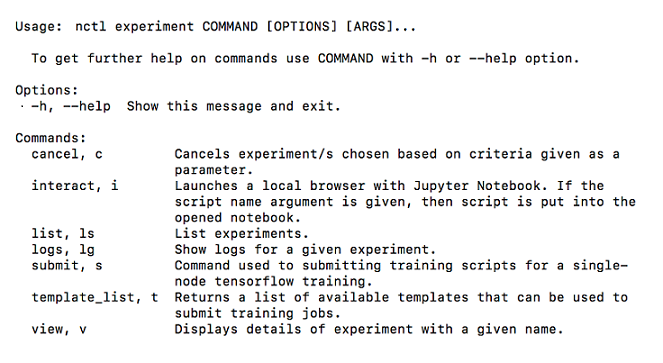 Usage: nctl experiment COMMAND [OPTIONS] [ARGS]...
To get further help on commands use COMMAND with -h or --help option.
Options:
-h, --help  Show this message and exit.
Commands:
cancel, c         Cancels experiment/s chosen based on criteria given as a
parameter.
interact, i       Launches a local browser with Jupyter Notebook. If the
script name argument is given, then script is put into the
opened notebook.
list, ls          List experiments.
logs, lg          Show logs for a given experiment.
submit, s         Command used to submitting training scripts for a single-
node tensorflow training.
template_list, t  Returns a list of available templates that can be used to
submit training jobs.
view, v           Displays details of experiment with a given name.